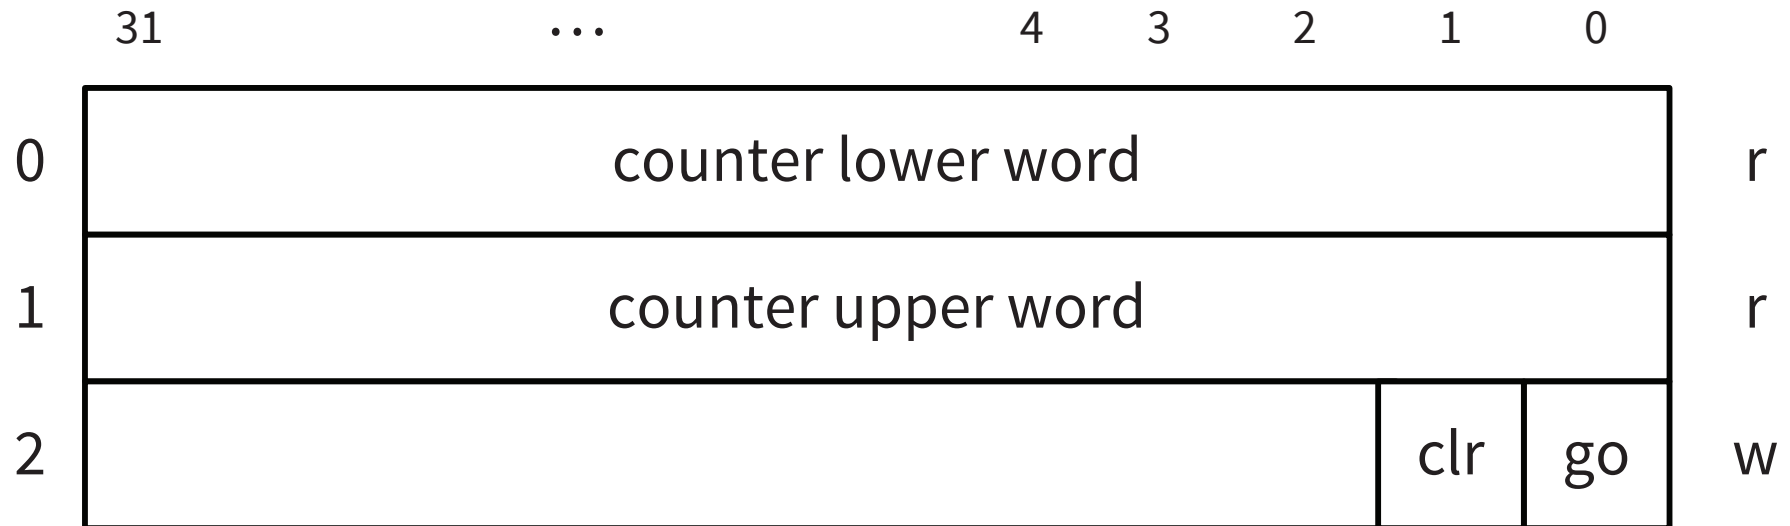 31 ... 4 3 2 1 0
0 counter lower word r
1 counter upper word r
2 clr go w